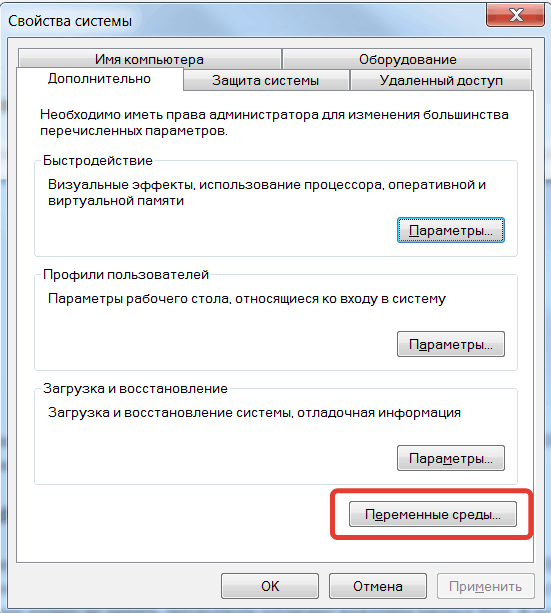 Свойства системы
Имя компьютера
Оборудование
Дополнительно
Защита системы
Удаленный доступ
Необходимо иметь права администратора для изменения большинства
перечисленных параметров.
Быстродействие
Визуальные эффекты, использование процессора, оперативной и
виртуальной памяти
Параметры...
Профили пользователей
Параметры рабочего стола, относящиеся ко входу в систему
Параметры...
Загрузка и восстановление
Загрузка и восстановление системы, отладочная информация
Параметры...
Переменные среды...
ОК
Отмена
Применить